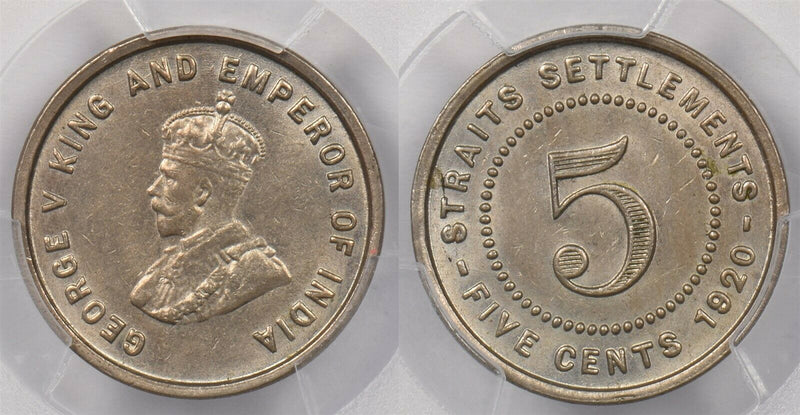 GEORGE V KING AND EMPEROR OF INDIA
STRAITS SETTLEMENTS
5
– FIVE CENTS 1920 –